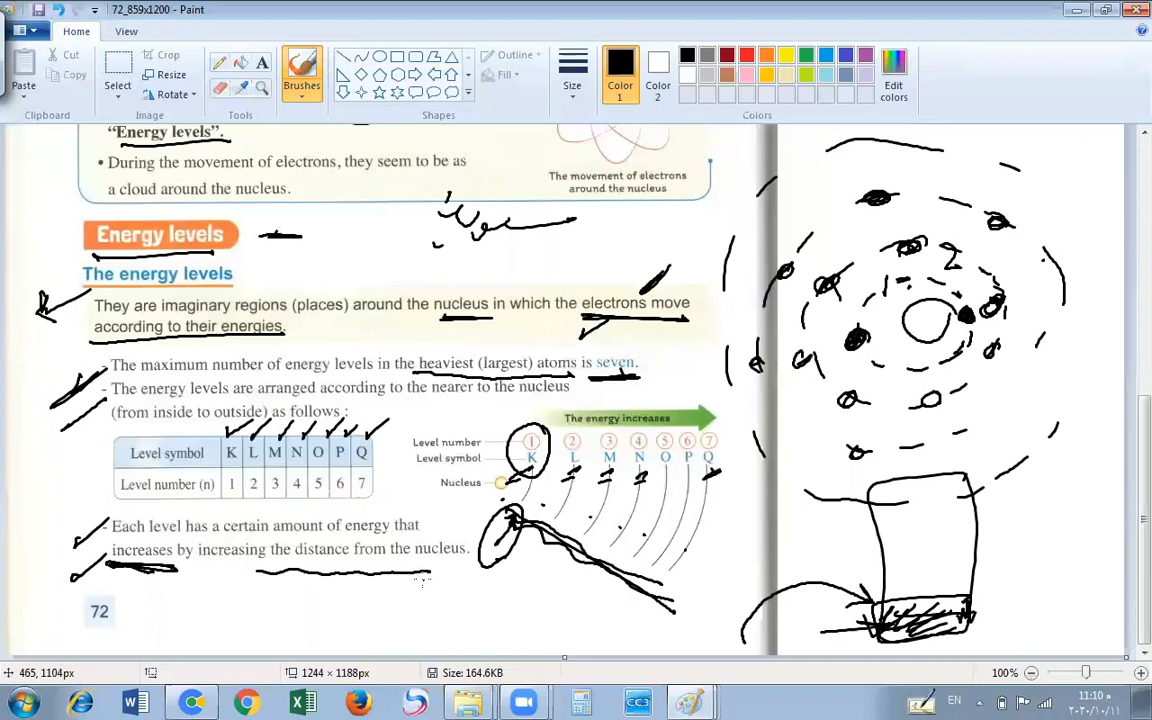 72_859x1200 - Paint
Home View
Paste
Cut
Copy
Clipboard
Select
Crop
Resize
Rotate
Image
A
Tools
Brushes
Shapes
Outline
Fill
Size
Color 1
Color 2
Edit colors
Colors
"Energy levels".
• During the movement of electrons, they seem to be as
a cloud around the nucleus.
The movement of electrons
around the nucleus
Energy levels
The energy levels
They are imaginary regions (places) around the nucleus in which the electrons move
according to their energies.
- The maximum number of energy levels in the heaviest (largest) atoms is seven.
- The energy levels are arranged according to the nearer to the nucleus
(from inside to outside) as follows :
Level symbol K L M N O P Q
Level number (n) 1 2 3 4 5 6 7
The energy increases
Level number 1 2 3 4 5 6 7
Level symbol K L M N O P Q
Nucleus
- Each level has a certain amount of energy that
increases by increasing the distance from the nucleus.
72
2
465, 1104px
1244 × 1188px
Size: 164.6KB
100%
EN
11:10 م
٢٠٢٠/١٠/١١